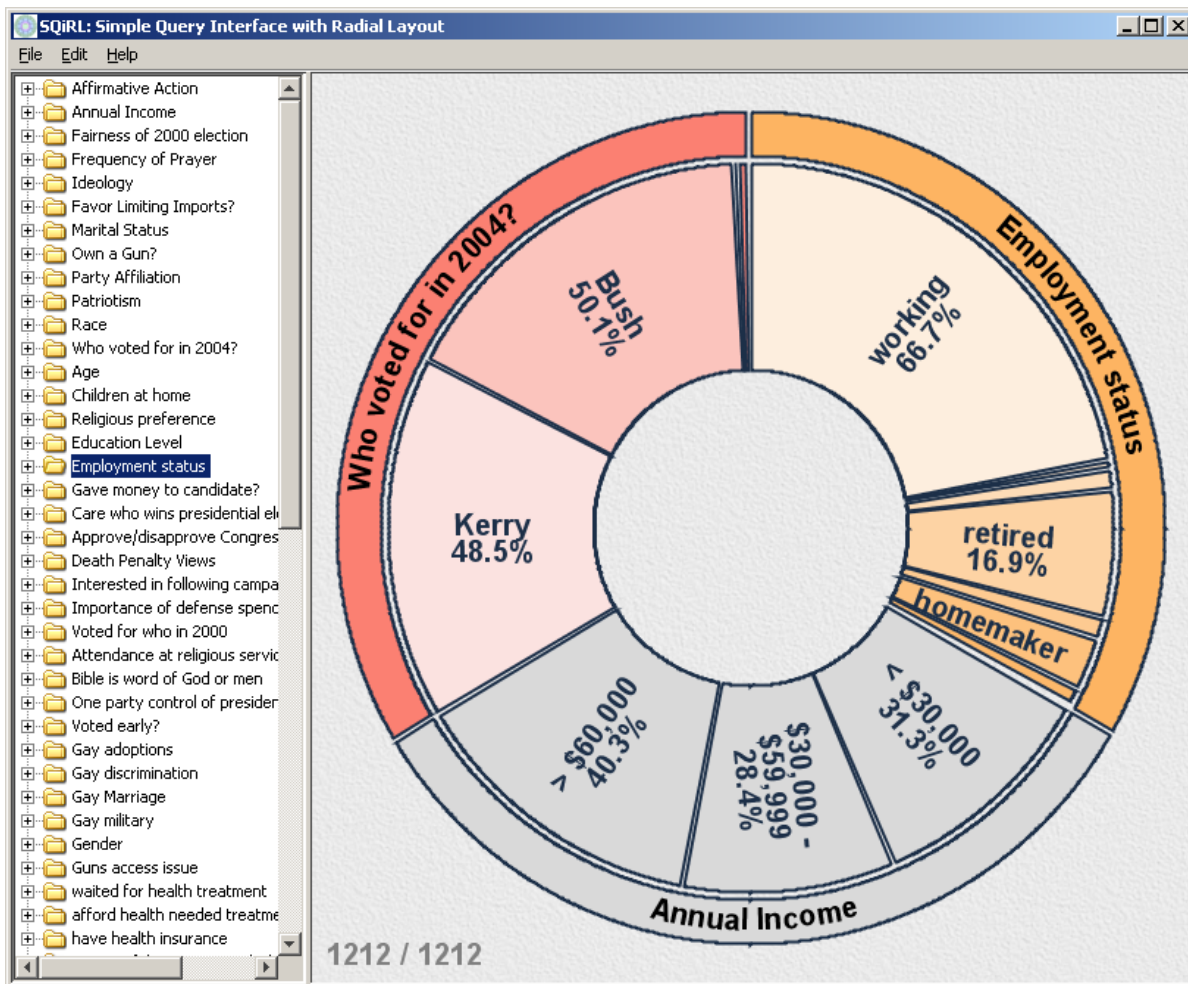 SQiRL: Simple Query Interface with Radial Layout
File Edit Help
Affirmative Action
Annual Income
Fairness of 2000 election
Frequency of Prayer
Ideology
Favor Limiting Imports?
Marital Status
Own a Gun?
Party Affiliation
Patriotism
Race
Who voted for in 2004?
Age
Children at home
Religious preference
Education Level
Employment status
Gave money to candidate?
Care who wins presidential el
Approve/disapprove Congres
Death Penalty Views
Interested in following campa
Importance of defense spenc
Voted for who in 2000
Attendance at religious servic
Bible is word of God or men
One party control of presider
Voted early?
Gay adoptions
Gay discrimination
Gay Marriage
Gay military
Gender
Guns access issue
waited for health treatment
afford health needed treatme
have health insurance
Who voted for in 2004?
Bush
50.1%
Kerry
48.5%
Employment status
working
66.7%
retired
16.9%
homemaker
Annual Income
< $30,000
31.3%
$30,000 -
$59,999
28.4%
> $60,000
40.3%
1212 / 1212